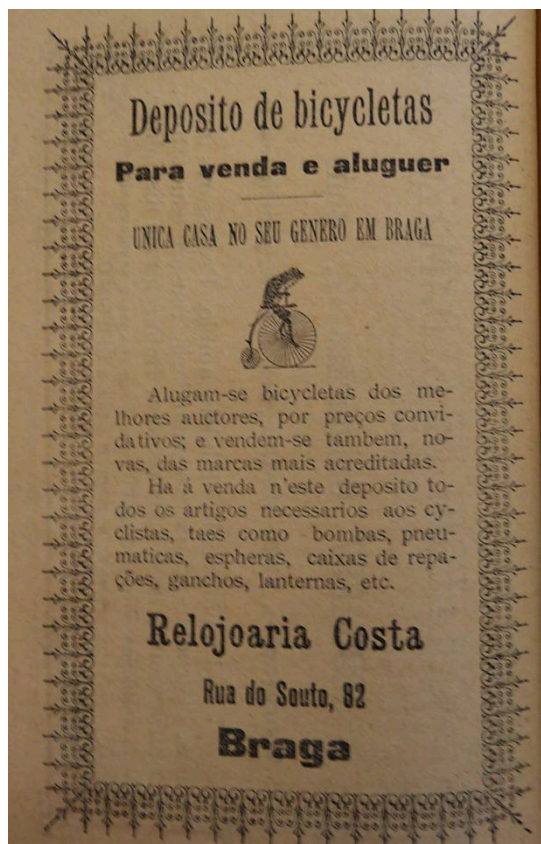 Deposito de bicycletas
Para venda e aluguer
UNICA CASA NO SEU GENERO EM BRAGA
Alugam-se bicycletas dos me-
lhores auctores, por preços convi-
dativos; e vendem-se tambem, no-
vas, das marcas mais acreditadas.
Ha á venda n'este deposito to-
dos os artigos necessarios aos cy-
clistas, taes como bombas, pneu-
maticas, espheras, caixas de repa-
ções, ganchos, lanternas, etc.
Relojoaria Costa
Rua do Souto, 82
Braga